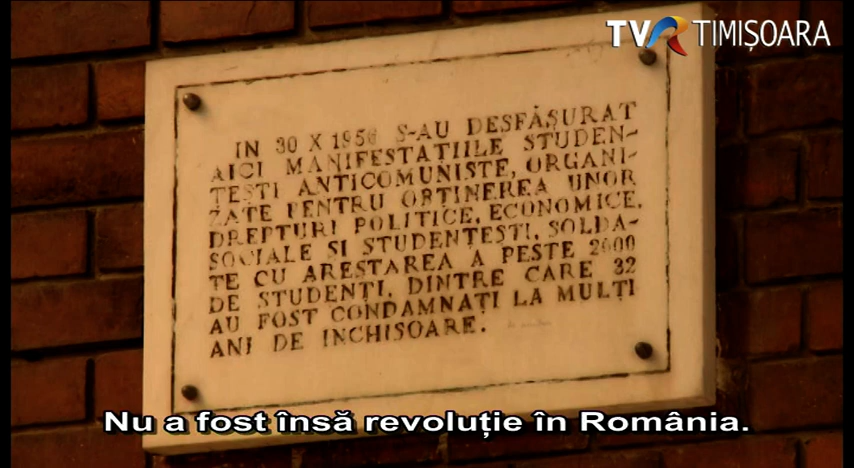 TVR TIMIȘOARA
IN 30 X 1956 S-AU DESFĂȘURAT
AICI MANIFESTAȚIILE STUDEN-
ȚEȘTI ANTICOMUNISTE, ORGANI-
ZATE PENTRU OBȚINEREA UNOR
DREPTURI POLITICE, ECONOMICE,
SOCIALE SI STUDENȚEȘTI, SOLDA-
TE CU ARESTAREA A PESTE 2000
DE STUDENȚI, DINTRE CARE 32
AU FOST CONDAMNAȚI LA MULȚI
ANI DE INCHISOARE.
Nu a fost însă revoluție în România.